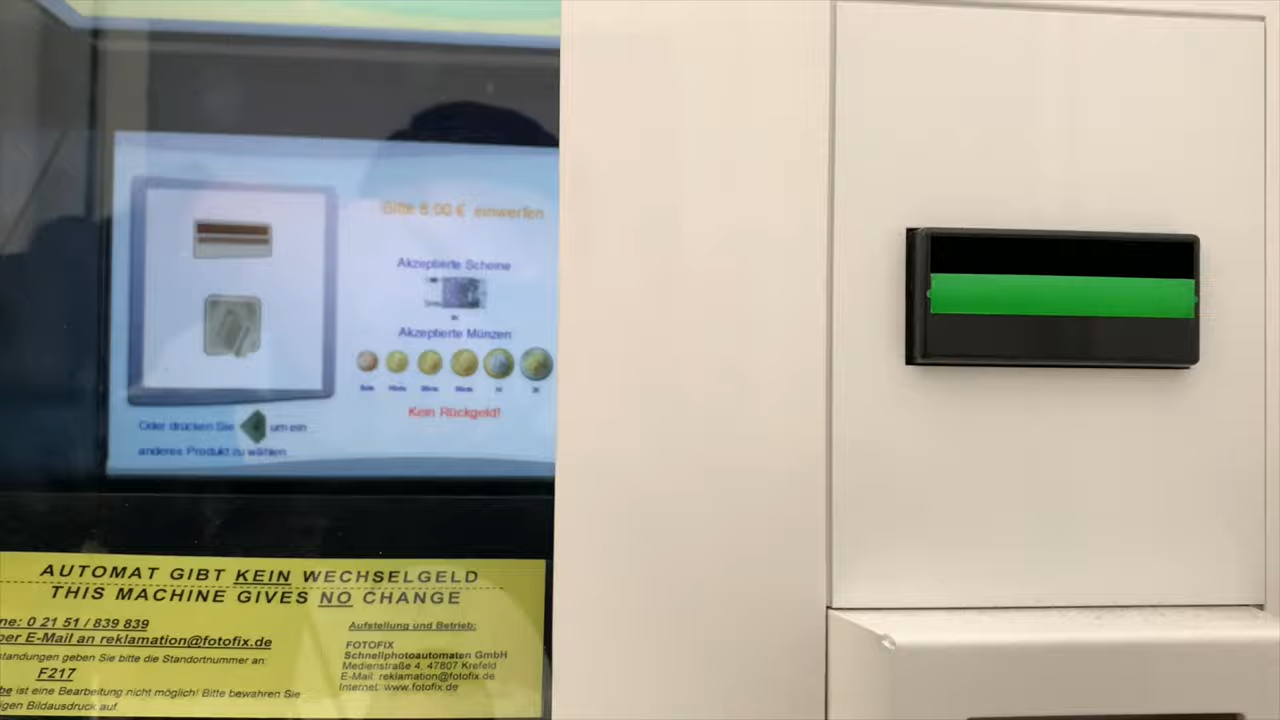 Bitte 8.00 € einwerfen
Akzeptierte Scheine
Akzeptierte Münzen
Kein Rückgeld!
Oder drücken Sie um ein
anderes Produkt zu wählen
AUTOMAT GIBT KEIN WECHSELGELD
THIS MACHINE GIVES NO CHANGE
ne: 0 21 51 / 839 839
per E-Mail an reklamation@fotofix.de
standungen geben Sie bitte die Standortnummer an:
F217
be ist eine Bearbeitung nicht möglich! Bitte bewahren Sie
igen Bildausdruck auf.
Aufstellung und Betrieb:
FOTOFIX
Schnellphotoautomaten GmbH
Medienstraße 4, 47807 Krefeld
E-Mail: reklamation@fotofix.de
Internet: www.fotofix.de